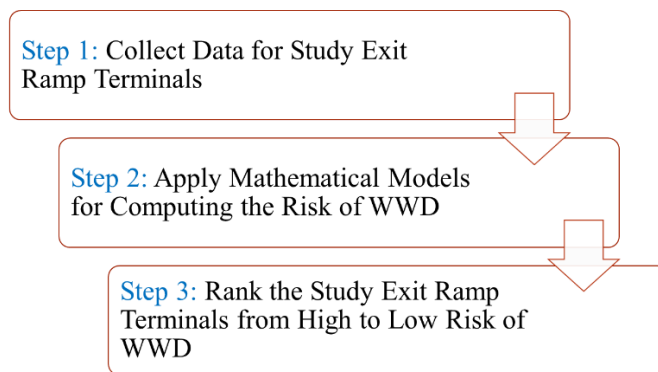 Step 1: Collect Data for Study Exit
Ramp Terminals
Step 2: Apply Mathematical Models
for Computing the Risk of WWD
Step 3: Rank the Study Exit Ramp
Terminals from High to Low Risk of
WWD